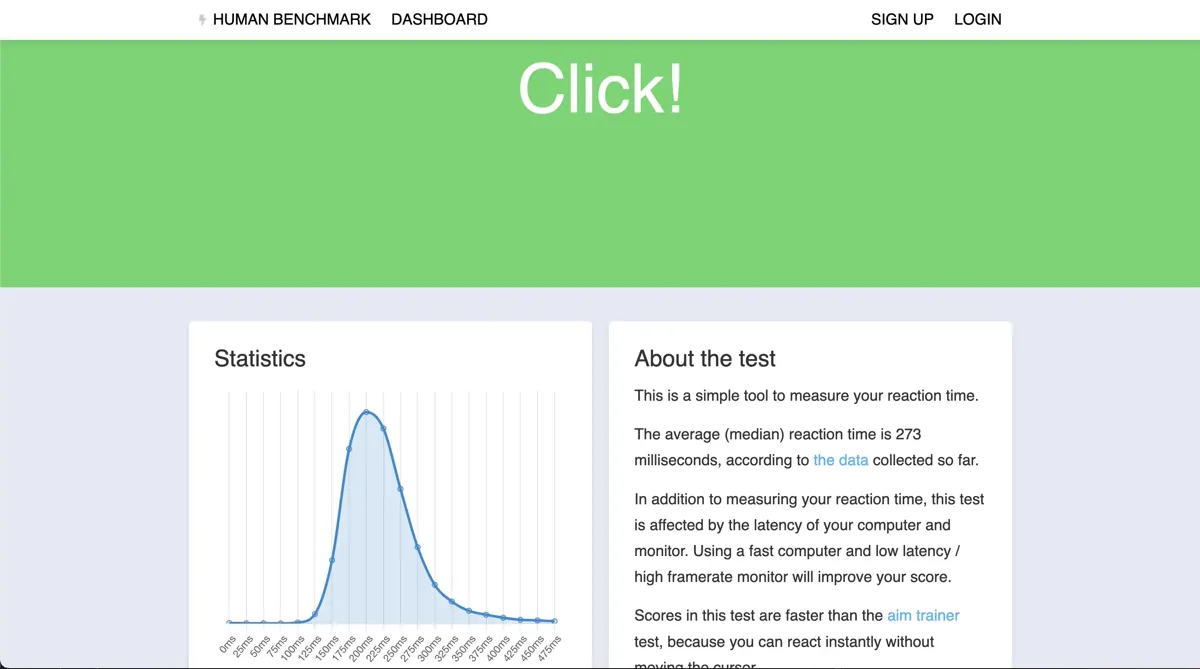 HUMAN BENCHMARK DASHBOARD SIGN UP LOGIN
Click!
Statistics
0ms 25ms 50ms 75ms 100ms 125ms 150ms 175ms 200ms 225ms 250ms 275ms 300ms 325ms 350ms 375ms 400ms 425ms 450ms 475ms
About the test
This is a simple tool to measure your reaction time.
The average (median) reaction time is 273
milliseconds, according to the data collected so far.
In addition to measuring your reaction time, this test
is affected by the latency of your computer and
monitor. Using a fast computer and low latency /
high framerate monitor will improve your score.
Scores in this test are faster than the aim trainer
test, because you can react instantly without
moving the cursor.